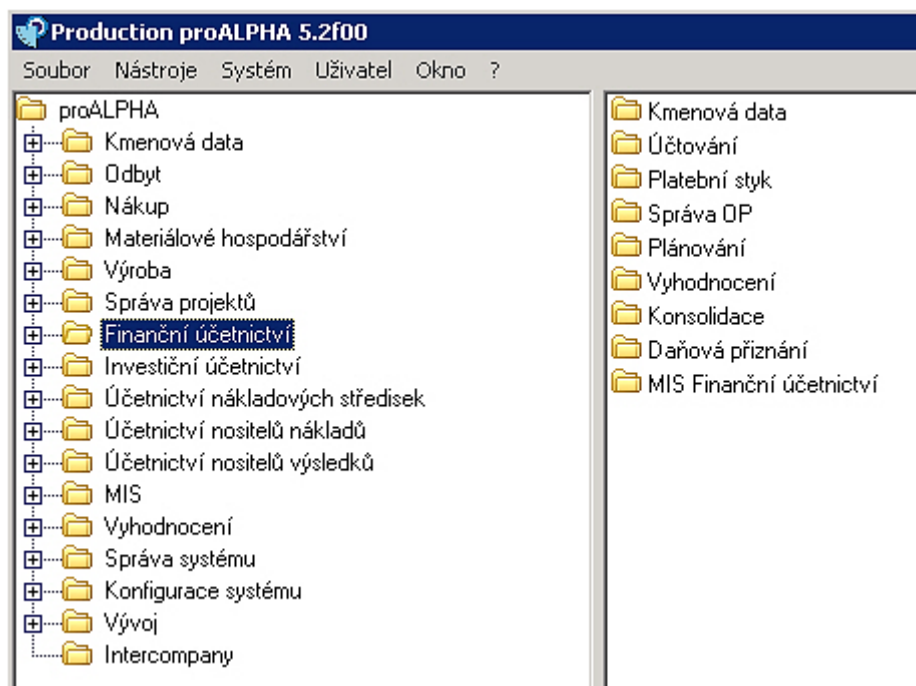 Production proALPHA 5.2f00
Soubor Nástroje Systém Uživatel Okno ?
proALPHA
Kmenová data
Odbyt
Nákup
Materiálové hospodářství
Výroba
Správa projektů
Finanční účetnictví
Investiční účetnictví
Účetnictví nákladových středisek
Účetnictví nositelů nákladů
Účetnictví nositelů výsledků
MIS
Vyhodnocení
Správa systému
Konfigurace systému
Vývoj
Intercompany
Kmenová data
Účtování
Platební styk
Správa OP
Plánování
Vyhodnocení
Konsolidace
Daňová přiznání
MIS Finanční účetnictví